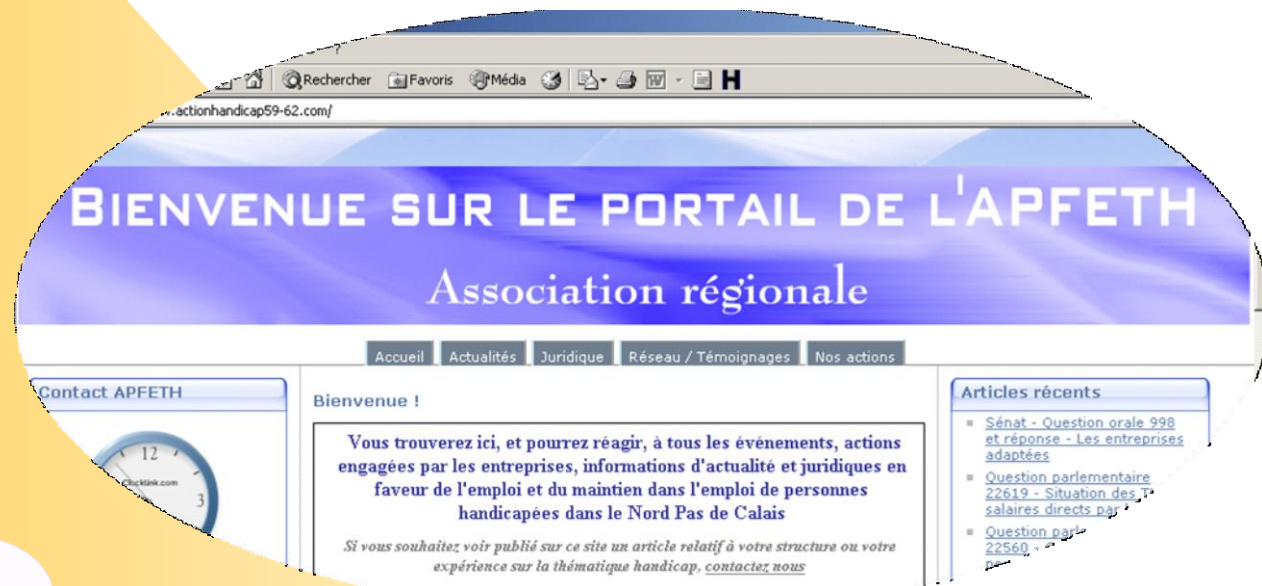 ?
Rechercher Favoris Média
.actionhandicap59-62.com/
BIENVENUE SUR LE PORTAIL DE L'APFETH
Association régionale
Accueil Actualités Juridique Réseau / Témoignages Nos actions
Contact APFETH
12
Clocklink.com
3
Bienvenue !
Vous trouverez ici, et pourrez réagir, à tous les événements, actions
engagées par les entreprises, informations d'actualité et juridiques en
faveur de l'emploi et du maintien dans l'emploi de personnes
handicapées dans le Nord Pas de Calais
Si vous souhaitez voir publié sur ce site un article relatif à votre structure ou votre
expérience sur la thématique handicap, contactez nous
Articles récents
Sénat - Question orale 998
et réponse - Les entreprises
adaptées
Question parlementaire
22619 - Situation des
salaires directs par
Question
22560 -